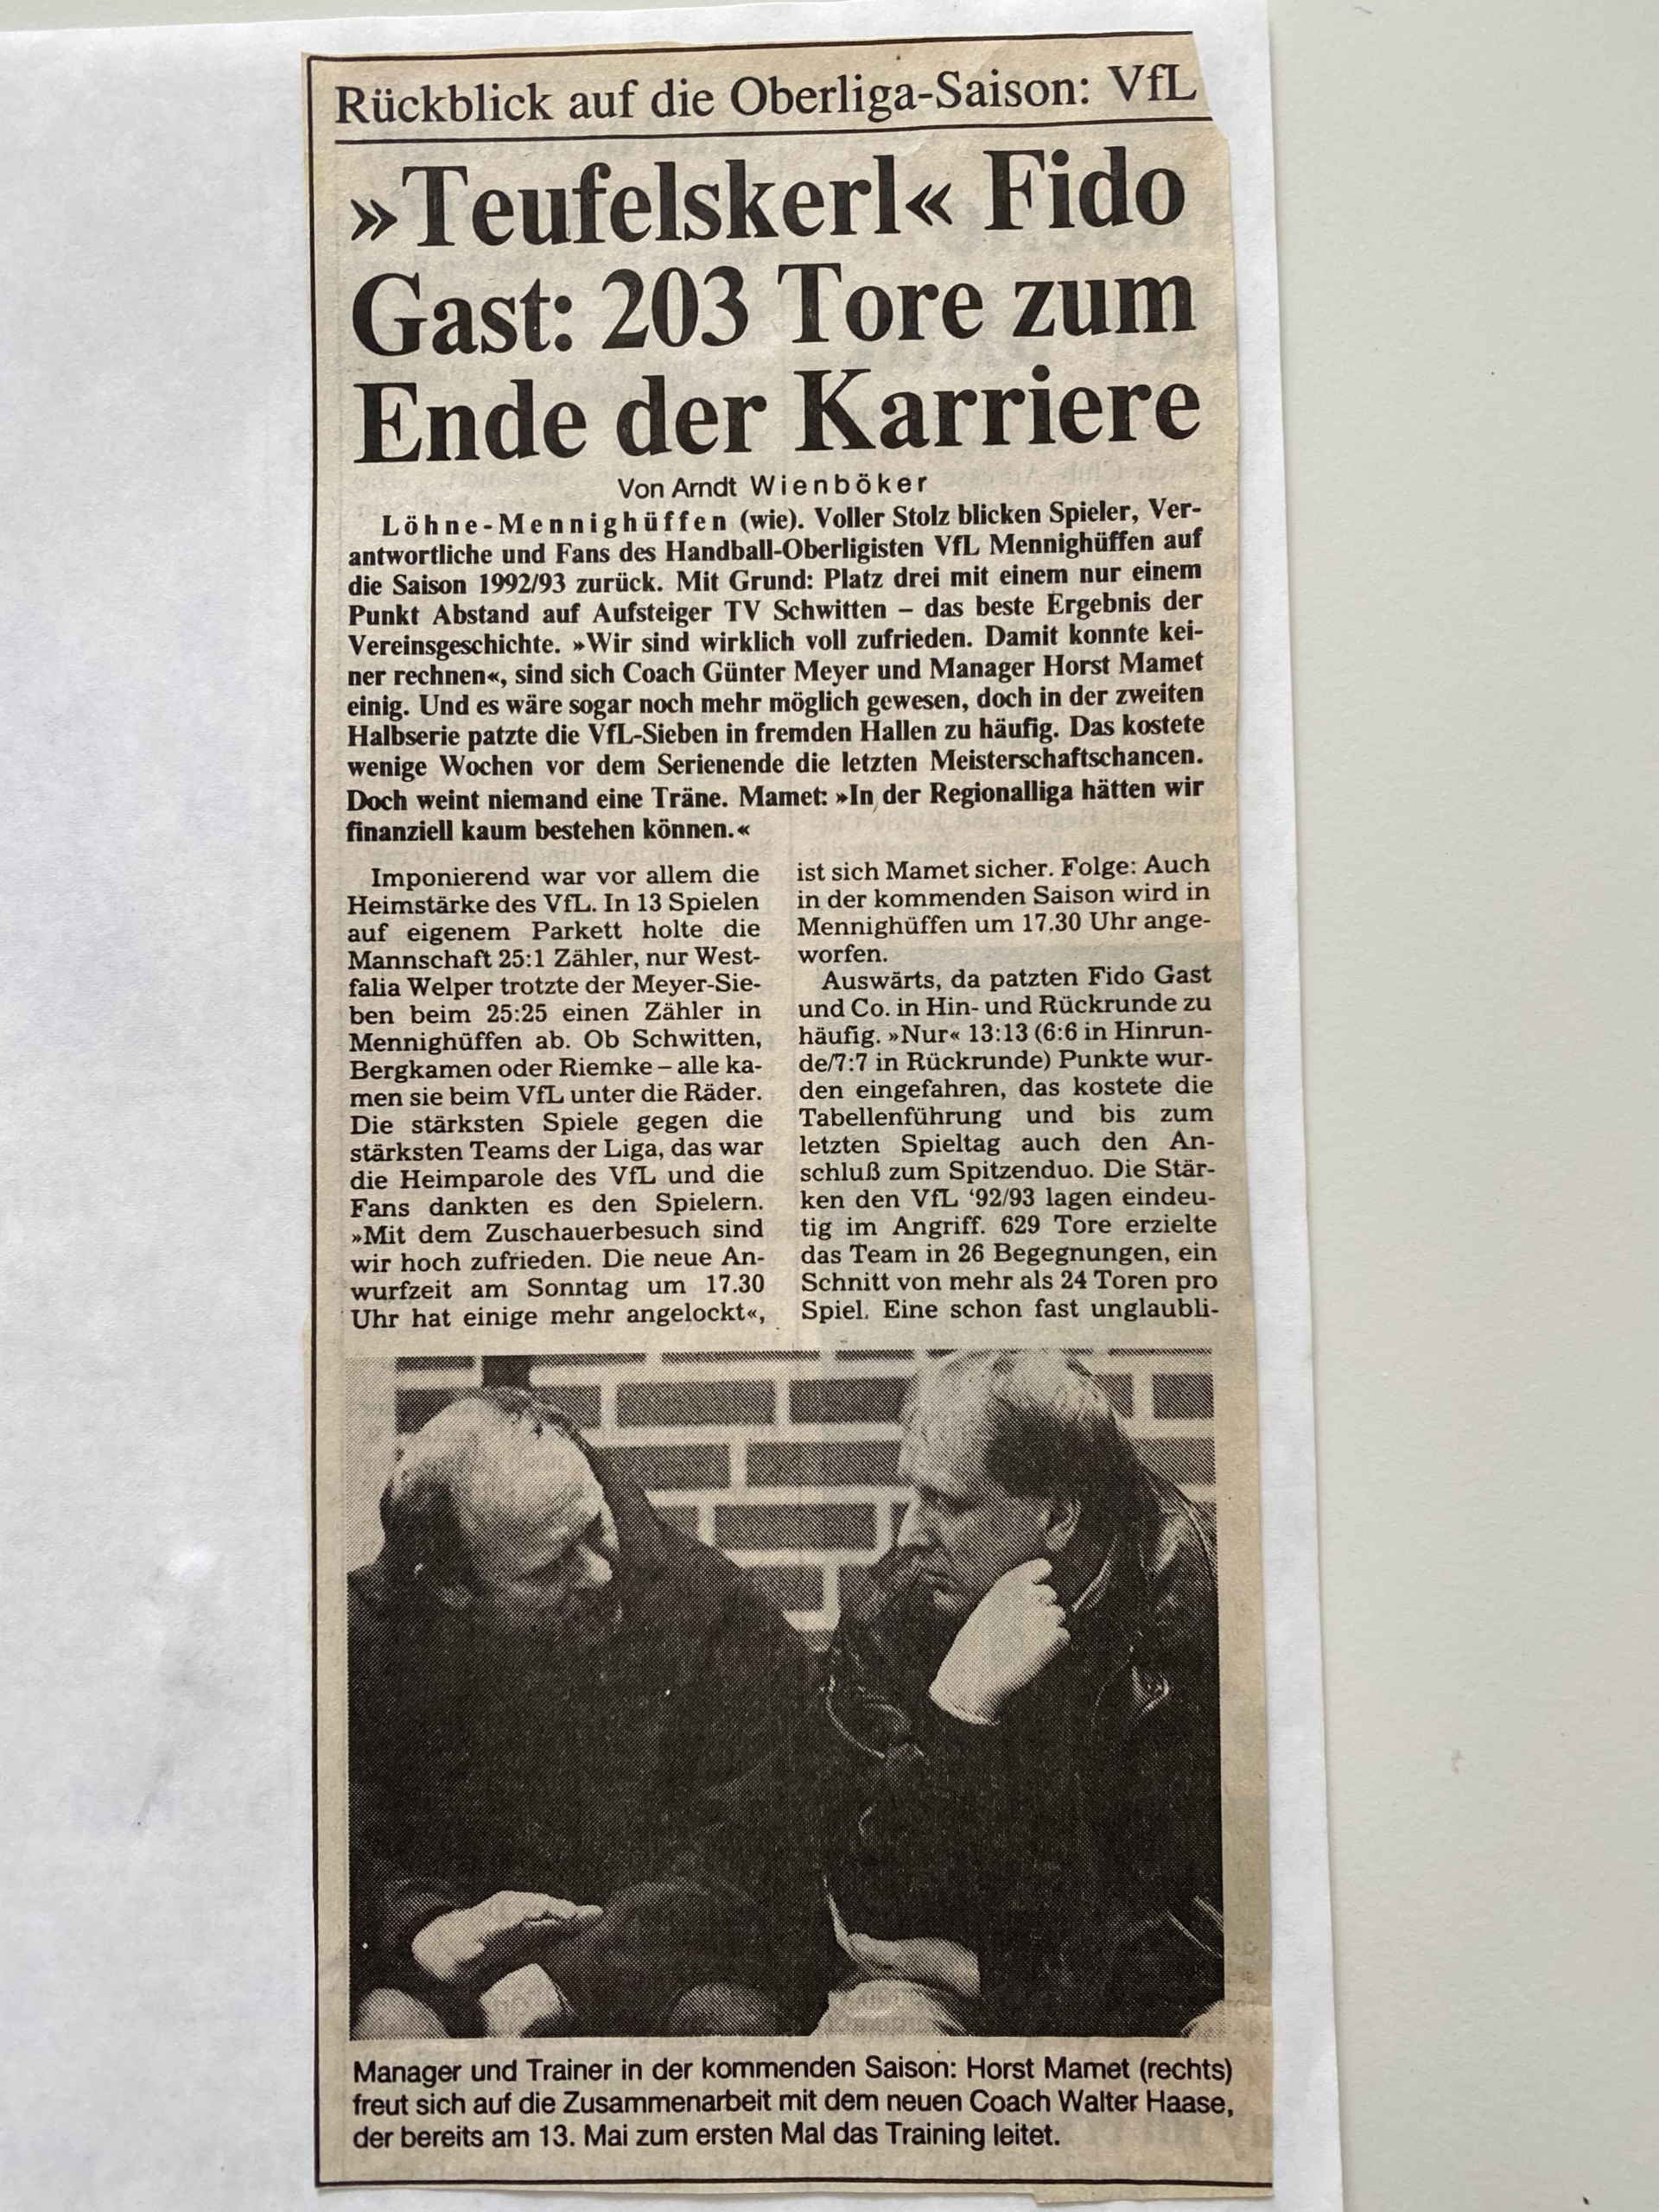 Rückblick auf die Oberliga-Saison: VfL
»Teufelskerl« Fido
Gast: 203 Tore zum
Ende der Karriere
Von Arndt Wienböker
Löhne-Mennighüffen (wie). Voller Stolz blicken Spieler, Ver-
antwortliche und Fans des Handball-Oberligisten VfL Mennighüffen auf
die Saison 1992/93 zurück. Mit Grund: Platz drei mit einem nur einem
Punkt Abstand auf Aufsteiger TV Schwitten – das beste Ergebnis der
Vereinsgeschichte. »Wir sind wirklich voll zufrieden. Damit konnte kei-
ner rechnen«, sind sich Coach Günter Meyer und Manager Horst Mamet
einig. Und es wäre sogar noch mehr möglich gewesen, doch in der zweiten
Halbserie patzte die VfL-Sieben in fremden Hallen zu häufig. Das kostete
wenige Wochen vor dem Serienende die letzten Meisterschaftschancen.
Doch weint niemand eine Träne. Mamet: »In der Regionalliga hätten wir
finanziell kaum bestehen können.«
Imponierend war vor allem die
Heimstärke des VfL. In 13 Spielen
auf eigenem Parkett holte die
Mannschaft 25:1 Zähler, nur West-
falia Welper trotzte der Meyer-Sie-
ben beim 25:25 einen Zähler in
Mennighüffen ab. Ob Schwitten,
Bergkamen oder Riemke – alle ka-
men sie beim VfL unter die Räder.
Die stärksten Spiele gegen die
stärksten Teams der Liga, das war
die Heimparole des VfL und die
Fans dankten es den Spielern.
»Mit dem Zuschauerbesuch sind
wir hoch zufrieden. Die neue An-
wurfzeit am Sonntag um 17.30
Uhr hat einige mehr angelockt«,
ist sich Mamet sicher. Folge: Auch
in der kommenden Saison wird in
Mennighüffen um 17.30 Uhr ange-
worfen.
Auswärts, da patzten Fido Gast
und Co. in Hin- und Rückrunde zu
häufig. »Nur« 13:13 (6:6 in Hinrun-
de/7:7 in Rückrunde) Punkte wur-
den eingefahren, das kostete die
Tabellenführung und bis zum
letzten Spieltag auch den An-
schluß zum Spitzenduo. Die Stär-
ken den VfL '92/93 lagen eindeu-
tig im Angriff. 629 Tore erzielte
das Team in 26 Begegnungen, ein
Schnitt von mehr als 24 Toren pro
Spiel. Eine schon fast unglaubli-
Manager und Trainer in der kommenden Saison: Horst Mamet (rechts)
freut sich auf die Zusammenarbeit mit dem neuen Coach Walter Haase,
der bereits am 13. Mai zum ersten Mal das Training leitet.